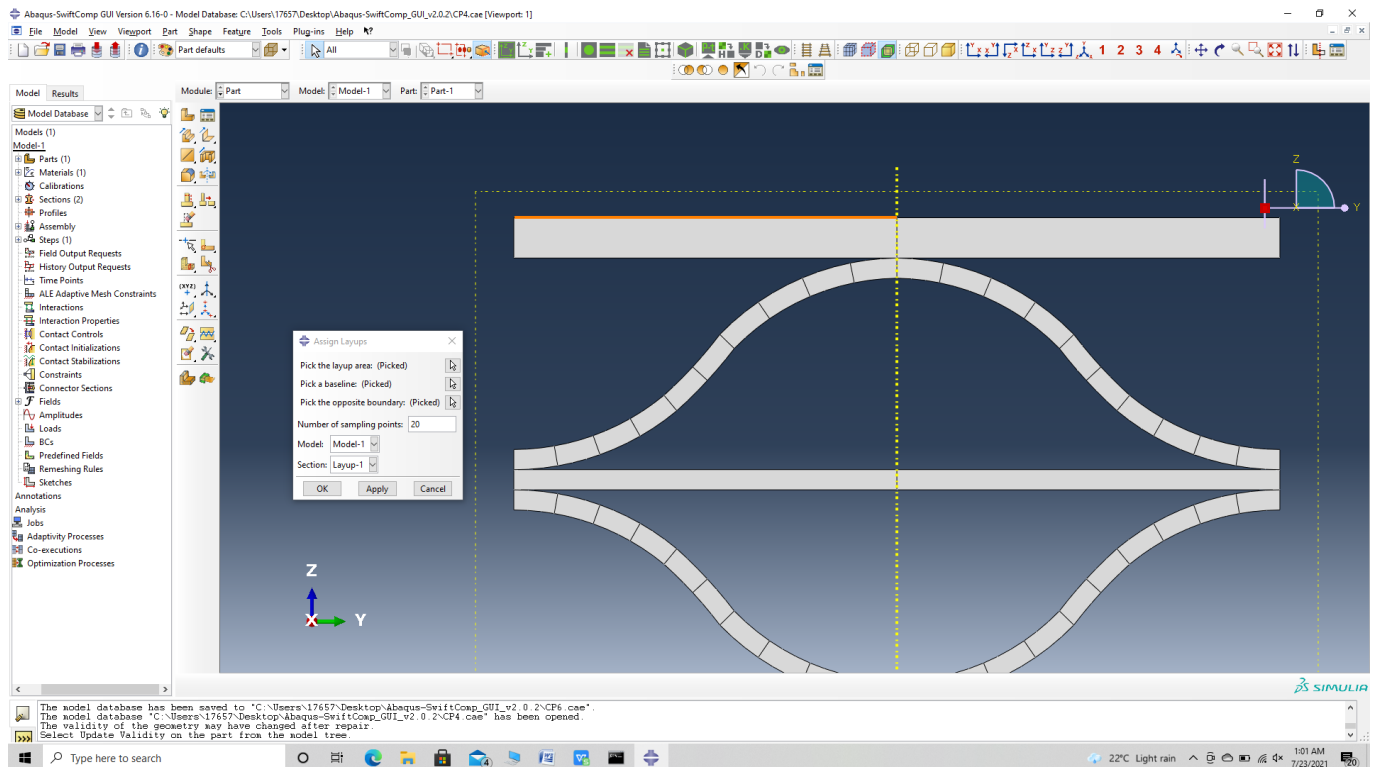 Abaqus-SwiftComp GUI Version 6.16-0 - Model Database: C:\Users\17657\Desktop\Abaqus-SwiftComp_GUI_v2.0.2\CP4.cae [Viewport: 1]
File Model View Viewport Part Shape Feature Tools Plug-ins Help
Part defaults All 1 2 3 4
Model Results Module: Part Model: Model-1 Part: Part-1
Model Database
Models (1)
Model-1
Parts (1)
Materials (1)
Calibrations
Sections (2)
Profiles
Assembly
Steps (1)
Field Output Requests
History Output Requests
Time Points
ALE Adaptive Mesh Constraints
Interactions
Interaction Properties
Contact Controls
Contact Initializations
Contact Stabilizations
Constraints
Connector Sections
Fields
Amplitudes
Loads
BCs
Predefined Fields
Remeshing Rules
Sketches
Annotations
Analysis
Jobs
Adaptivity Processes
Co-executions
Optimization Processes
(XYZ)
Z
X Y
Assign Layups
Pick the layup area: (Picked)
Pick a baseline: (Picked)
Pick the opposite boundary: (Picked)
Number of sampling points: 20
Model: Model-1
Section: Layup-1
OK Apply Cancel
Z
X Y
SIMULIA
The model database has been saved to "C:\Users\17657\Desktop\Abaqus-SwiftComp_GUI_v2.0.2\CP6.cae".
The model database "C:\Users\17657\Desktop\Abaqus-SwiftComp_GUI_v2.0.2\CP4.cae" has been opened.
The validity of the geometry may have changed after repair.
Select Update Validity on the part from the model tree.
Type here to search
22°C Light rain
1:01 AM
7/23/2021